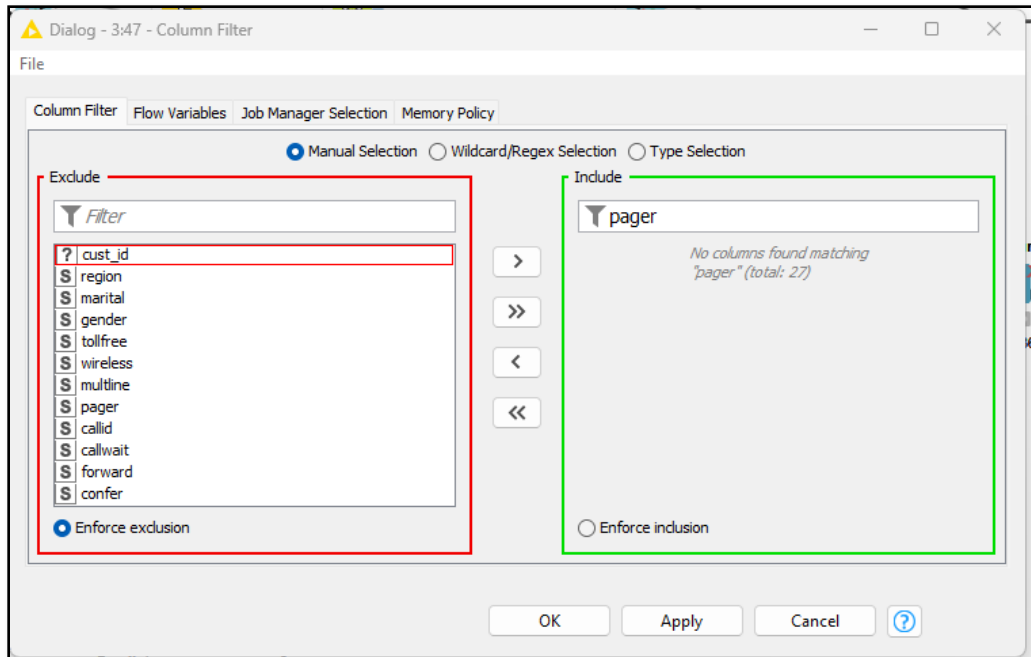 Dialog - 3:47 - Column Filter
File
Column Filter Flow Variables Job Manager Selection Memory Policy
Manual Selection Wildcard/Regex Selection Type Selection
Exclude Include
Filter pager
? cust_id No columns found matching
S region "pager" (total: 27)
S marital
S gender
S tollfree
S wireless
S multline
S pager
S callid
S callwait
S forward
S confer
Enforce exclusion Enforce inclusion
OK Apply Cancel ?